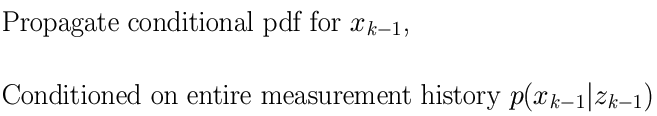 Propagate conditional pdf for $x_{k-1}$,
Conditioned on entire measurement history $p(x_{k-1}|z_{k-1})$